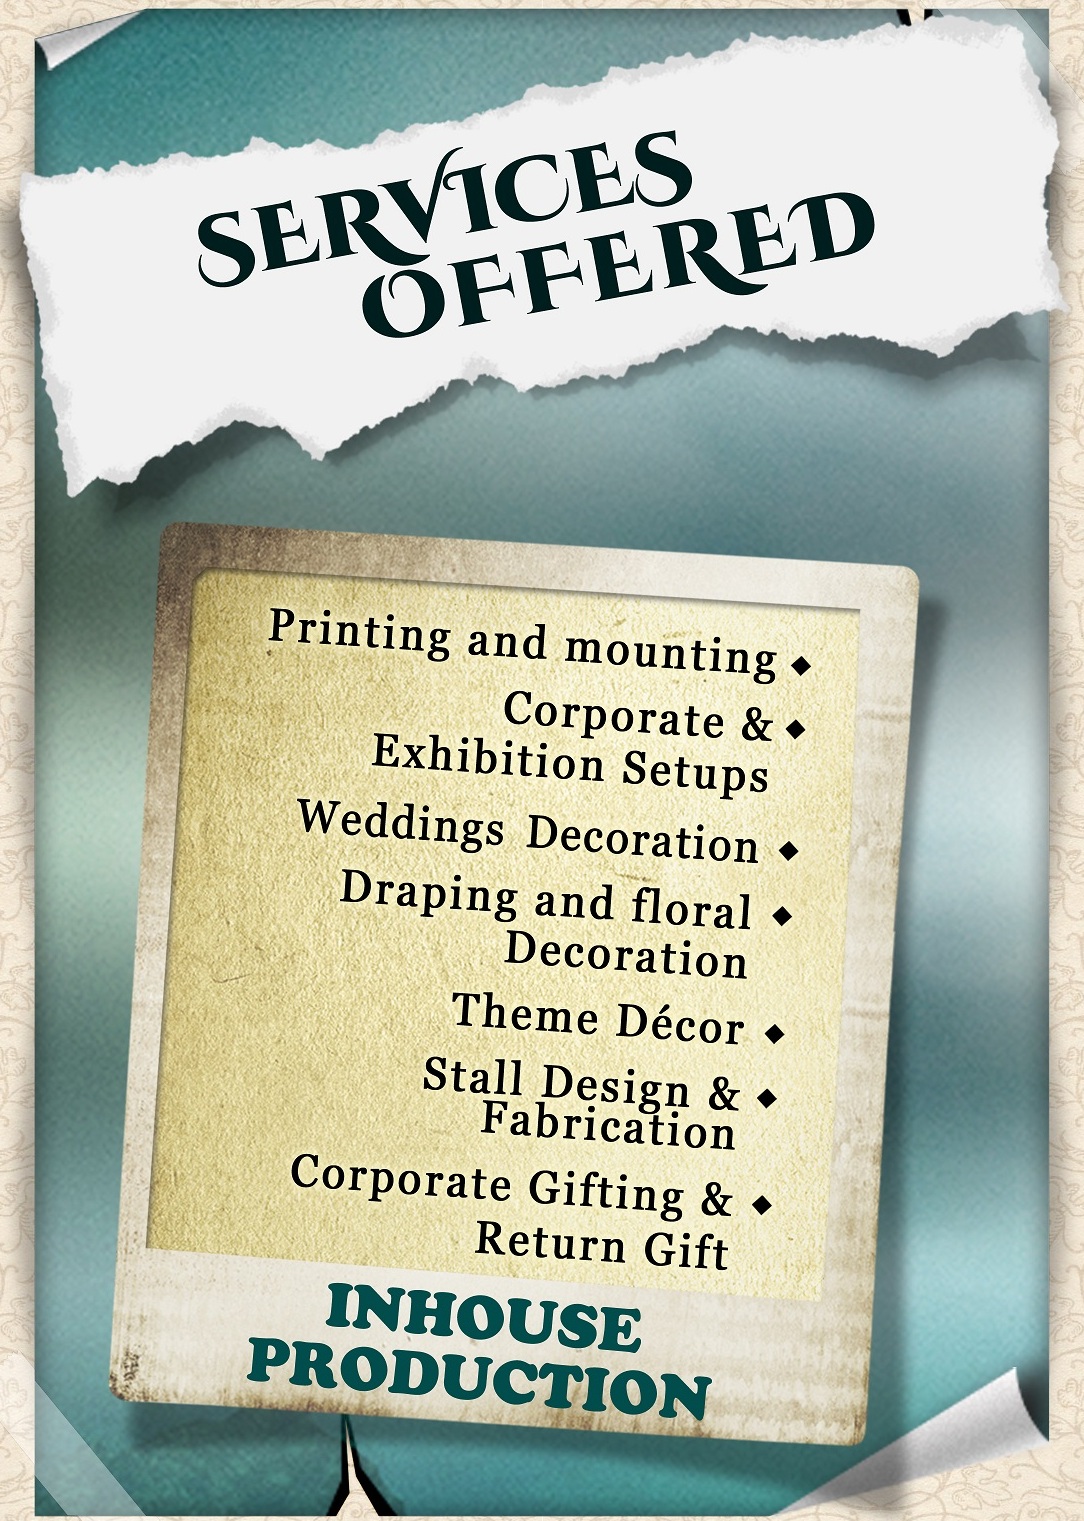 SERVICES
OFFERED
Printing and mounting ◆
Corporate & ◆
Exhibition Setups
Weddings Decoration ◆
Draping and floral ◆
Decoration
Theme Décor ◆
Stall Design & ◆
Fabrication
Corporate Gifting & ◆
Return Gift
INHOUSE
PRODUCTION